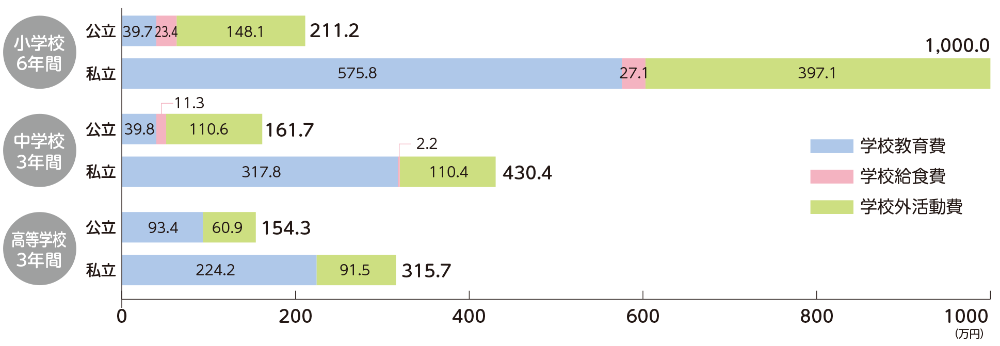 小学校
6年間
公立 39.7 23.4 148.1 211.2
1,000.0
私立 575.8 27.1 397.1
11.3
中学校
3年間
公立 39.8 110.6 161.7
2.2
私立 317.8 110.4 430.4
学校教育費
学校給食費
学校外活動費
高等学校
3年間
公立 93.4 60.9 154.3
私立 224.2 91.5 315.7
0 200 400 600 800 1000
(万円)